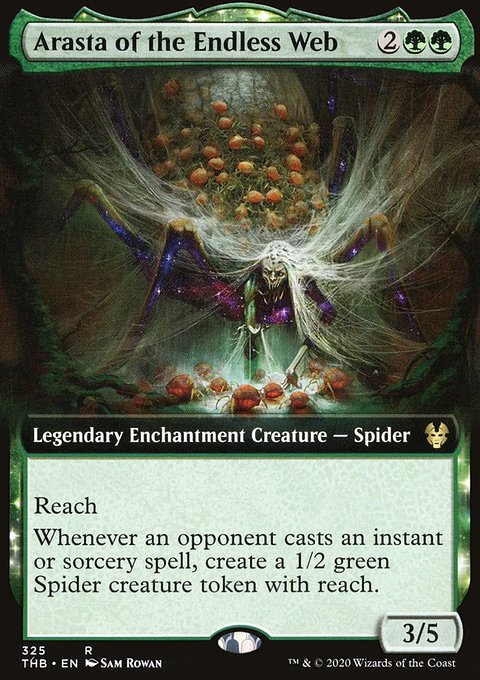 Arasta of the Endless Web 2
Legendary Enchantment Creature — Spider
Reach
Whenever an opponent casts an instant
or sorcery spell, create a 1/2 green
Spider creature token with reach.
3/5
325 R
THB • EN Sam Rowan
™ & © 2020 Wizards of the Coast